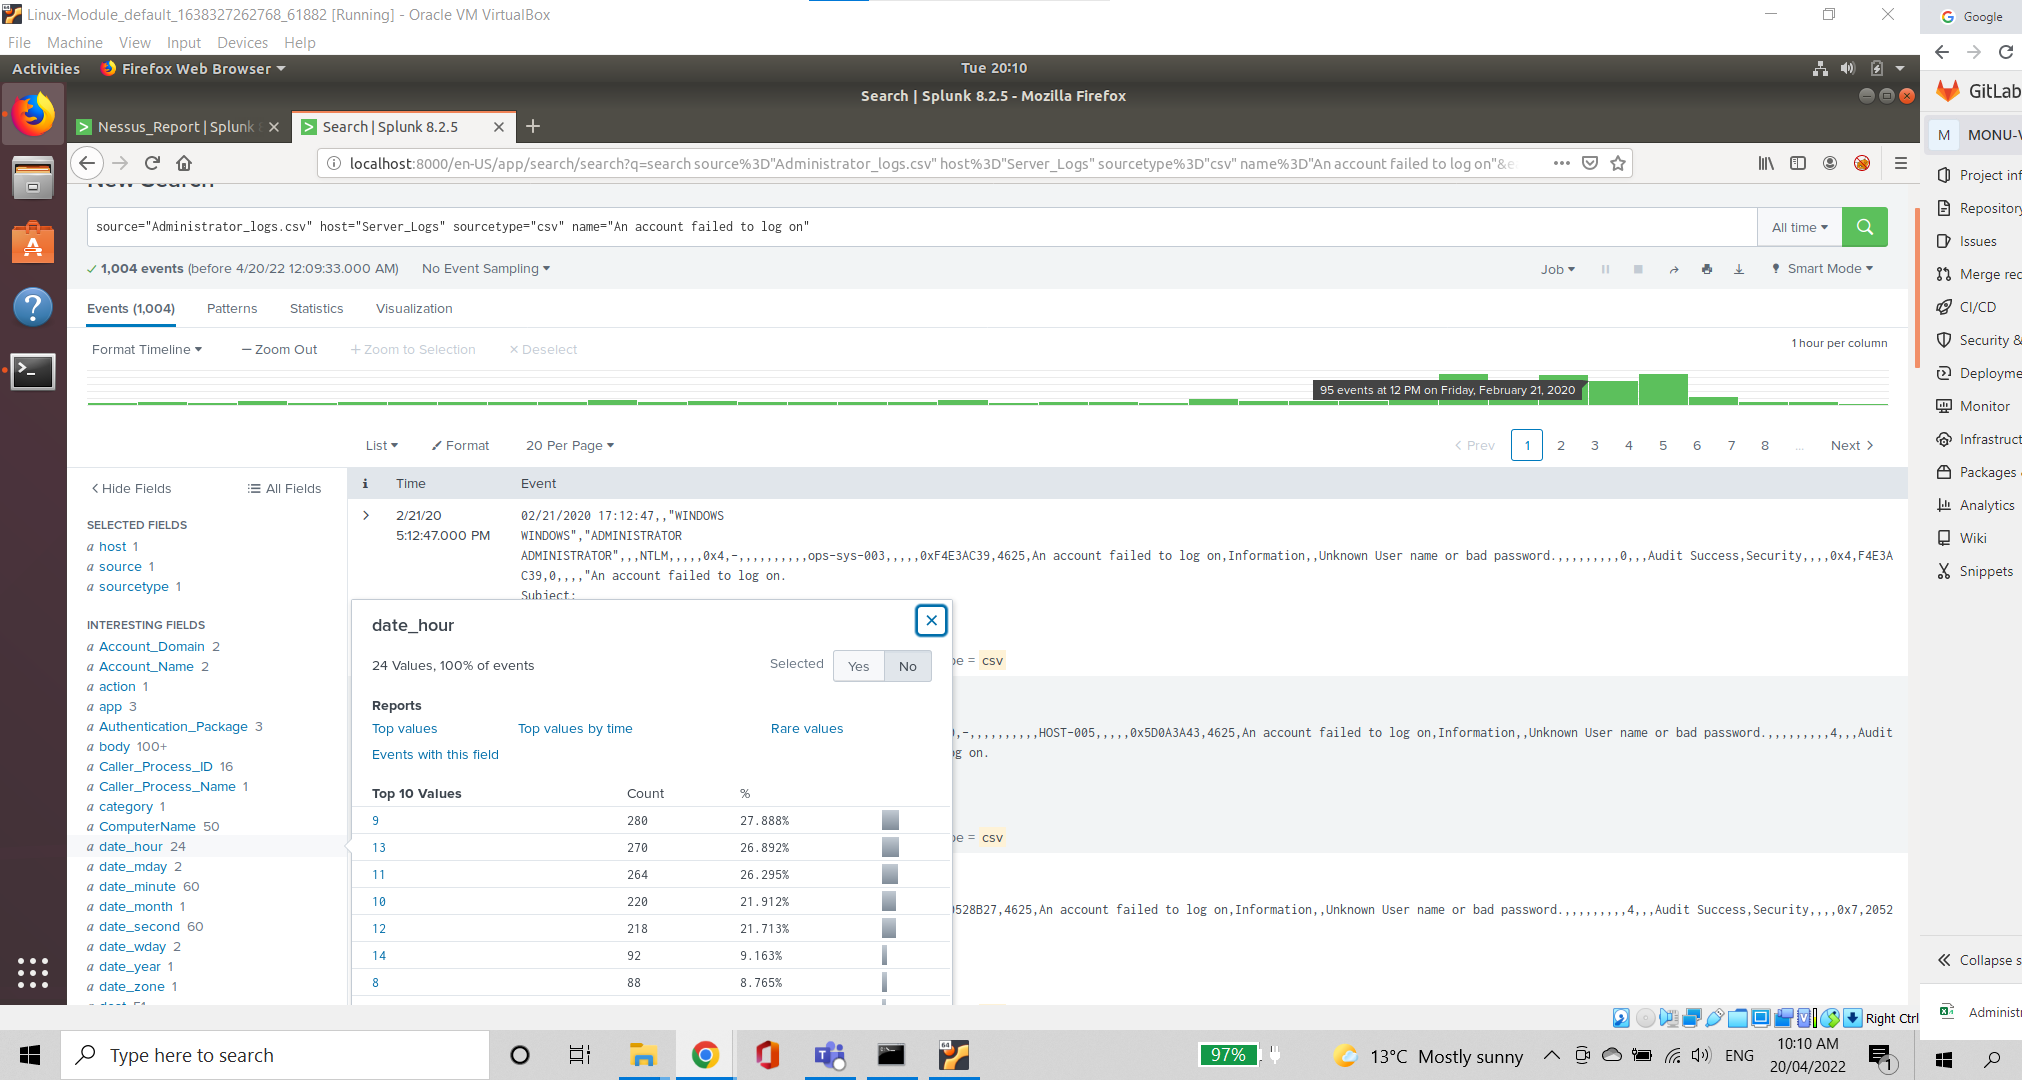 Linux-Module_default_1638327262768_61882 [Running] - Oracle VM VirtualBox
File Machine View Input Devices Help
Activities Firefox Web Browser Tue 20:10
Search | Splunk 8.2.5 - Mozilla Firefox
Nessus_Report | Splunk Search | Splunk 8.2.5
localhost:8000/en-US/app/search/search?q=search source%3D"Administrator_logs.csv" host%3D"Server_Logs" sourcetype%3D"csv" name%3D"An account failed to log on"&
New Search
source="Administrator_logs.csv" host="Server_Logs" sourcetype="csv" name="An account failed to log on" All time
1,004 events (before 4/20/22 12:09:33.000 AM) No Event Sampling Job Smart Mode
Events (1,004) Patterns Statistics Visualization
Format Timeline — Zoom Out + Zoom to Selection × Deselect 1 hour per column
95 events at 12 PM on Friday, February 21, 2020
List Format 20 Per Page < Prev 1 2 3 4 5 6 7 8 ... Next >
< Hide Fields All Fields i Time Event
SELECTED FIELDS
a host 1
a source 1
a sourcetype 1
INTERESTING FIELDS
a Account_Domain 2
a Account_Name 2
a action 1
a app 3
a Authentication_Package 3
a body 100+
a Caller_Process_ID 16
a Caller_Process_Name 1
a category 1
a ComputerName 50
a date_hour 24
a date_mday 2
a date_minute 60
a date_month 1
a date_second 60
a date_wday 2
a date_year 1
a date_zone 1
> 2/21/20
5:12:47.000 PM
02/21/2020 17:12:47,,"WINDOWS
WINDOWS","ADMINISTRATOR
ADMINISTRATOR",,,NTLM,,,,,0x4,-,,,,,,,,,,ops-sys-003,,,,,0xF4E3AC39,4625,An account failed to log on,Information,,Unknown User name or bad password.,,,,,,,,,0,,,Audit Success,Security,,,,0x4,F4E3A
C39,0,,,,"An account failed to log on.
Subject:
date_hour
24 Values, 100% of events Selected Yes No
Reports
Top values Top values by time Rare values
Events with this field
Top 10 Values Count %
9 280 27.888%
13 270 26.892%
11 264 26.295%
10 220 21.912%
12 218 21.713%
14 92 9.163%
8 88 8.765%
pe = csv
,-,,,,,,,,,,HOST-005,,,,,0x5D0A3A43,4625,An account failed to log on,Information,,Unknown User name or bad password.,,,,,,,,,4,,,Audit
g on.
pe = csv
0528B27,4625,An account failed to log on,Information,,Unknown User name or bad password.,,,,,,,,,4,,,Audit Success,Security,,,,0x7,2052
Right Ctrl
Google
GitLab
M MONU-V
Project inf
Repository
Issues
Merge rec
CI/CD
Security &
Deployme
Monitor
Infrastruct
Packages
Analytics
Wiki
Snippets
Collapse s
Administ
Type here to search
64
97% 13°C Mostly sunny ENG 10:10 AM
20/04/2022
1